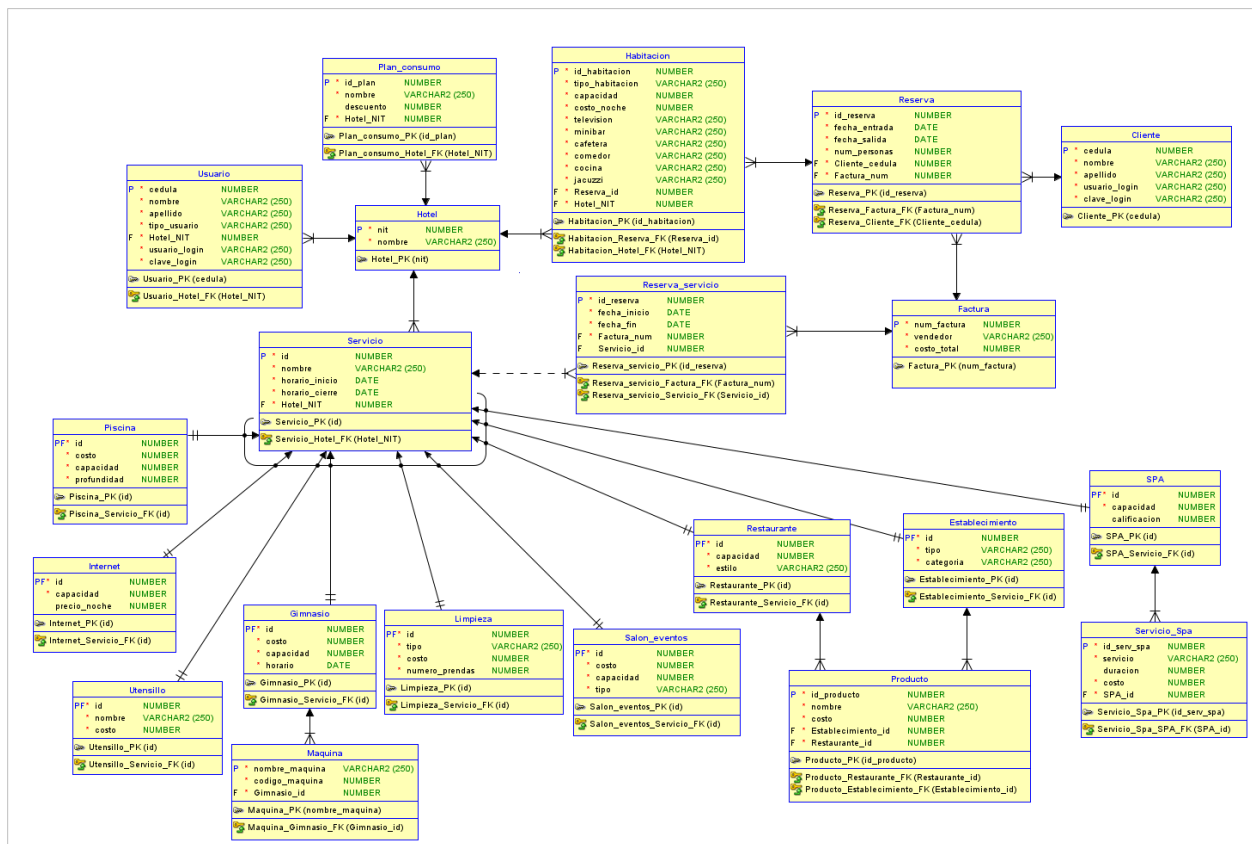 Plan_consumo
P * id_plan NUMBER
* nombre VARCHAR2 (250)
descuento NUMBER
F * Hotel_NIT NUMBER
Plan_consumo_PK (id_plan)
Plan_consumo_Hotel_FK (Hotel_NIT)
Habitacion
P * id_habitacion NUMBER
* tipo_habitacion VARCHAR2 (250)
* capacidad NUMBER
* costo_noche NUMBER
* television VARCHAR2 (250)
* minibar VARCHAR2 (250)
* cafetera VARCHAR2 (250)
* comedor VARCHAR2 (250)
* cocina VARCHAR2 (250)
* jacuzzi VARCHAR2 (250)
F * Reserva_id NUMBER
F * Hotel_NIT NUMBER
Habitacion_PK (id_habitacion)
Habitacion_Reserva_FK (Reserva_id)
Habitacion_Hotel_FK (Hotel_NIT)
Reserva
P * id_reserva NUMBER
* fecha_entrada DATE
* fecha_salida DATE
* num_personas NUMBER
F * Cliente_cedula NUMBER
F * Factura_num NUMBER
Reserva_PK (id_reserva)
Reserva_Factura_FK (Factura_num)
Reserva_Cliente_FK (Cliente_cedula)
Cliente
P * cedula NUMBER
* nombre VARCHAR2 (250)
* apellido VARCHAR2 (250)
* usuario_login VARCHAR2 (250)
* clave_login VARCHAR2 (250)
Cliente_PK (cedula)
Usuario
P * cedula NUMBER
* nombre VARCHAR2 (250)
* apellido VARCHAR2 (250)
* tipo_usuario VARCHAR2 (250)
F * Hotel_NIT NUMBER
* usuario_login VARCHAR2 (250)
* clave_login VARCHAR2 (250)
Usuario_PK (cedula)
Usuario_Hotel_FK (Hotel_NIT)
Hotel
P * nit NUMBER
* nombre VARCHAR2 (250)
Hotel_PK (nit)
Reserva_servicio
P * id_reserva NUMBER
* fecha_inicio DATE
* fecha_fin DATE
F * Factura_num NUMBER
F Servicio_id NUMBER
Reserva_servicio_PK (id_reserva)
Reserva_servicio_Factura_FK (Factura_num)
Reserva_servicio_Servicio_FK (Servicio_id)
Factura
P * num_factura NUMBER
* vendedor VARCHAR2 (250)
* costo_total NUMBER
Factura_PK (num_factura)
Servicio
P * id NUMBER
* nombre VARCHAR2 (250)
* horario_inicio DATE
* horario_cierre DATE
F * Hotel_NIT NUMBER
Servicio_PK (id)
Servicio_Hotel_FK (Hotel_NIT)
Piscina
PF* id NUMBER
* costo NUMBER
* capacidad NUMBER
* profundidad NUMBER
Piscina_PK (id)
Piscina_Servicio_FK (id)
Internet
PF* id NUMBER
* capacidad NUMBER
precio_noche NUMBER
Internet_PK (id)
Internet_Servicio_FK (id)
Utensillo
PF* id NUMBER
* nombre VARCHAR2 (250)
* costo NUMBER
Utensillo_PK (id)
Utensillo_Servicio_FK (id)
Gimnasio
PF* id NUMBER
* costo NUMBER
* capacidad NUMBER
* horario DATE
Gimnasio_PK (id)
Gimnasio_Servicio_FK (id)
Maquina
P * nombre_maquina VARCHAR2 (250)
* codigo_maquina NUMBER
F * Gimnasio_id NUMBER
Maquina_PK (nombre_maquina)
Maquina_Gimnasio_FK (Gimnasio_id)
Limpieza
PF* id NUMBER
* tipo VARCHAR2 (250)
* costo NUMBER
* numero_prendas NUMBER
Limpieza_PK (id)
Limpieza_Servicio_FK (id)
Salon_eventos
PF* id NUMBER
* costo NUMBER
* capacidad NUMBER
* tipo VARCHAR2 (250)
Salon_eventos_PK (id)
Salon_eventos_Servicio_FK (id)
Restaurante
PF* id NUMBER
* capacidad NUMBER
* estilo VARCHAR2 (250)
Restaurante_PK (id)
Restaurante_Servicio_FK (id)
Establecimiento
PF* id NUMBER
* tipo VARCHAR2 (250)
* categoria VARCHAR2 (250)
Establecimiento_PK (id)
Establecimiento_Servicio_FK (id)
SPA
PF* id NUMBER
* capacidad NUMBER
calificacion NUMBER
SPA_PK (id)
SPA_Servicio_FK (id)
Servicio_Spa
P * id_serv_spa NUMBER
* servicio VARCHAR2 (250)
duracion NUMBER
* costo NUMBER
F * SPA_id NUMBER
Servicio_Spa_PK (id_serv_spa)
Servicio_Spa_SPA_FK (SPA_id)
Producto
P * id_producto NUMBER
* nombre VARCHAR2 (250)
* costo NUMBER
F * Establecimiento_id NUMBER
F * Restaurante_id NUMBER
Producto_PK (id_producto)
Producto_Restaurante_FK (Restaurante_id)
Producto_Establecimiento_FK (Establecimiento_id)